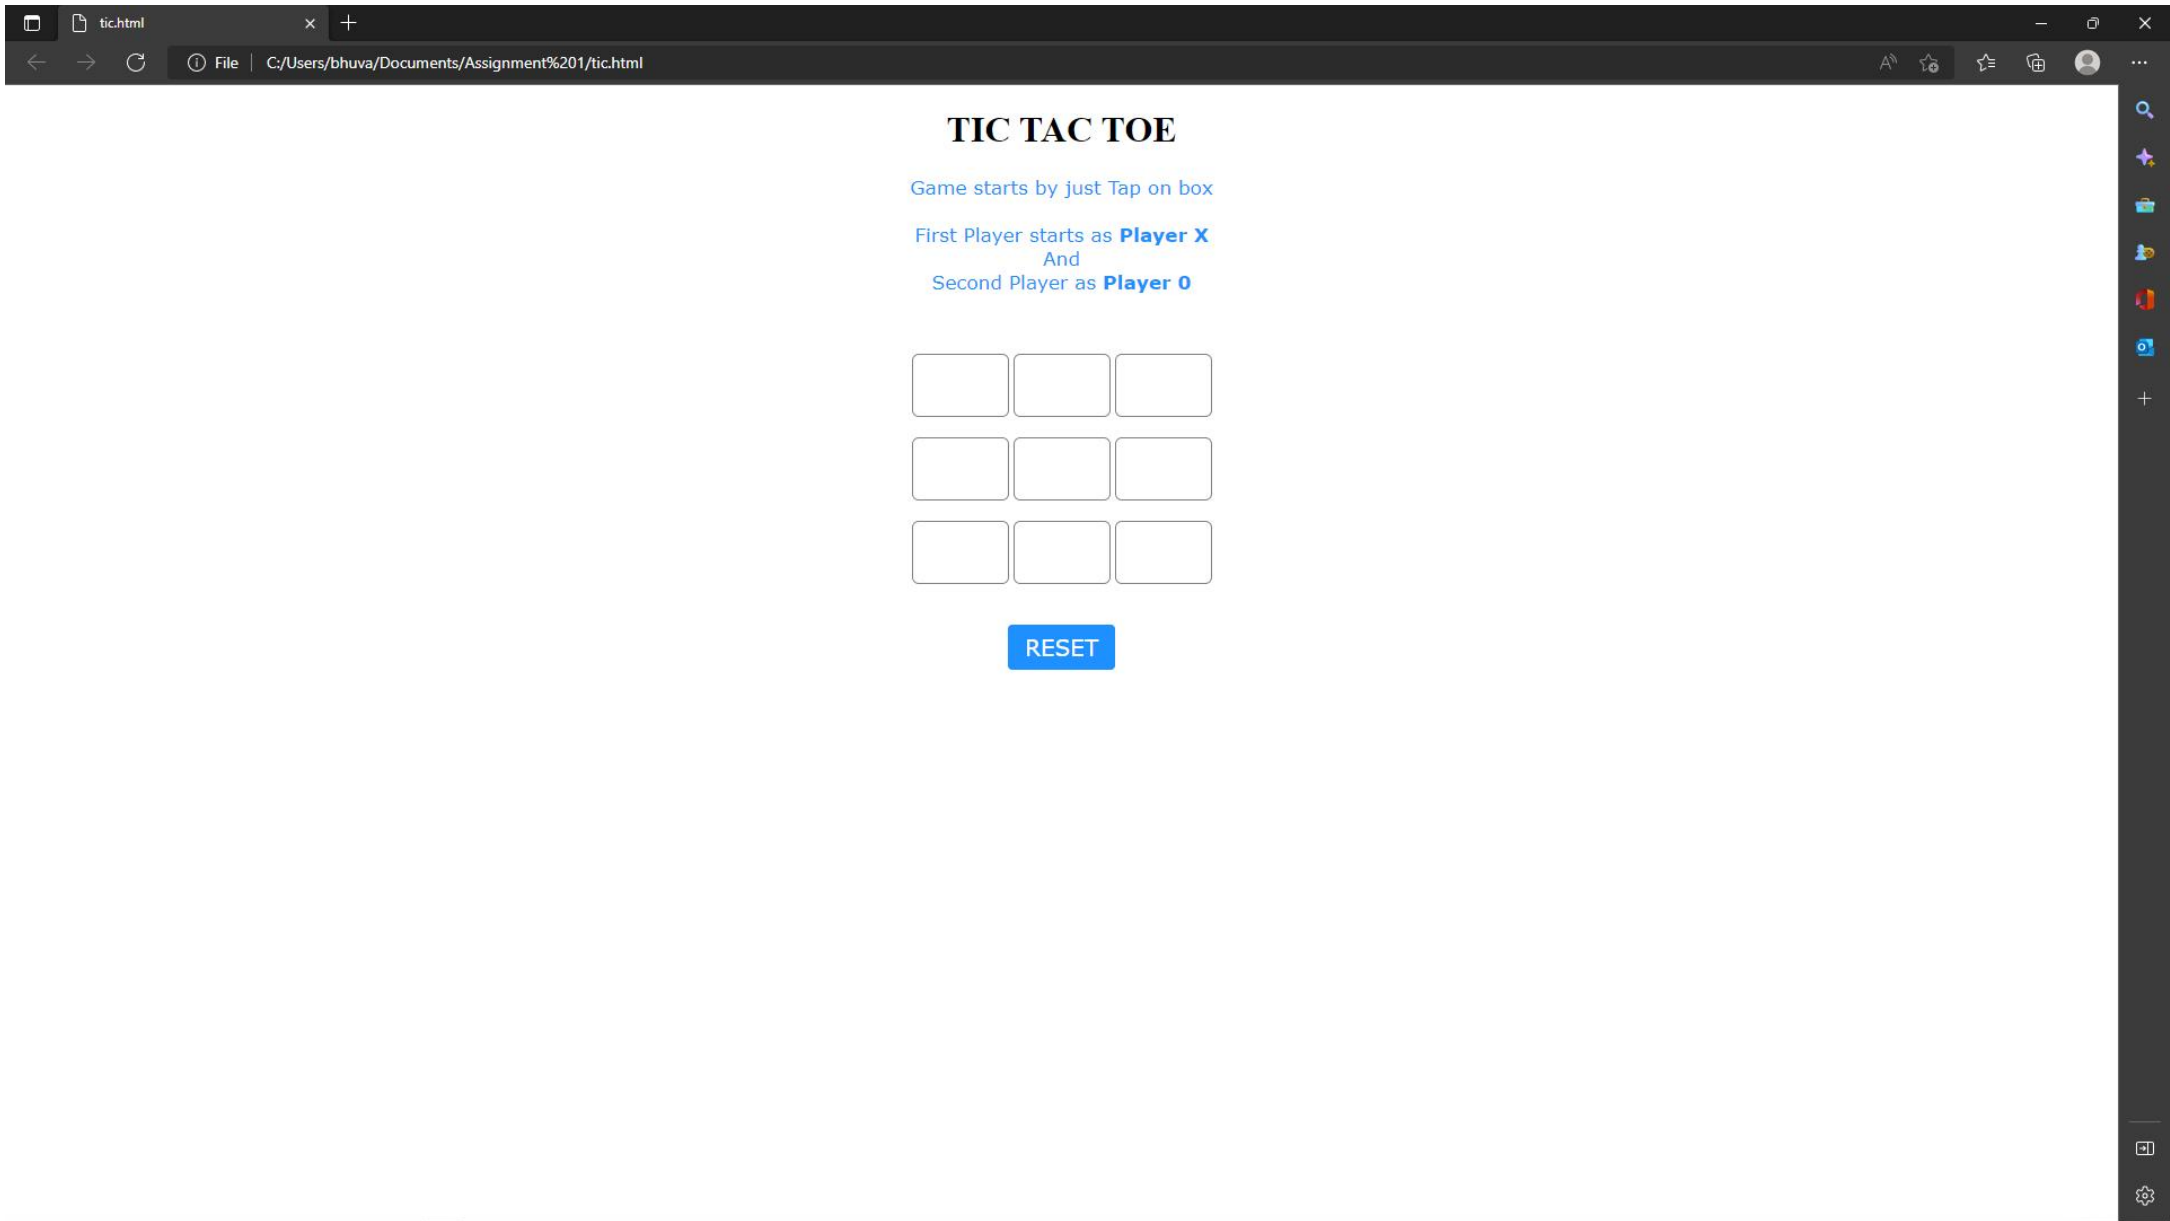 tic.html
File C:/Users/bhuva/Documents/Assignment%201/tic.html
TIC TAC TOE
Game starts by just Tap on box
First Player starts as Player X
And
Second Player as Player 0
RESET